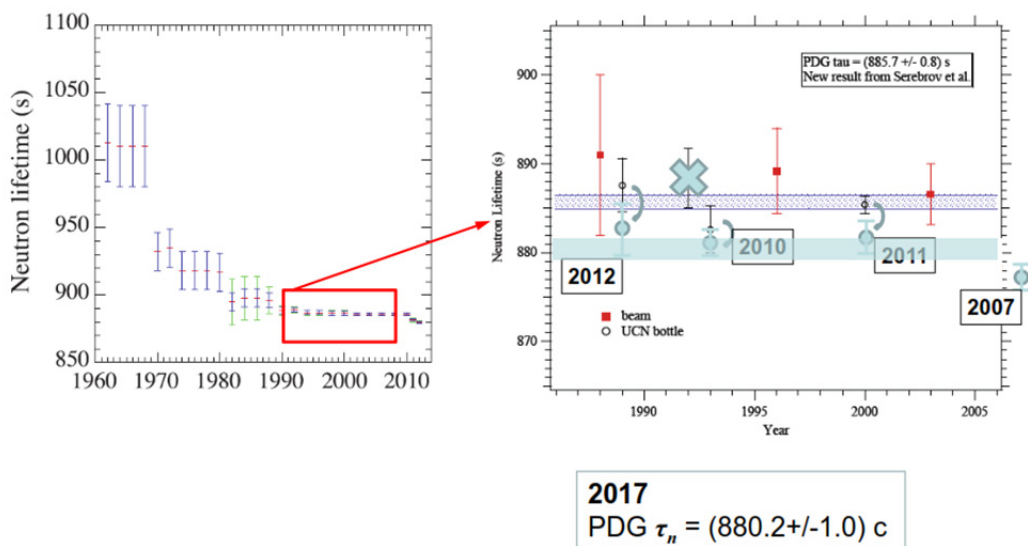 Neutron lifetime (s)
1100
1050
1000
950
900
850
1960 1970 1980 1990 2000 2010
Neutron Lifetime (s)
900
890
880
870
PDG tau = (885.7 +/- 0.8) s
New result from Serebrov et al.
2012
2010
2011
2007
beam
UCN bottle
1990 1995 2000 2005
Year
2017
PDG τn = (880.2+/-1.0) c